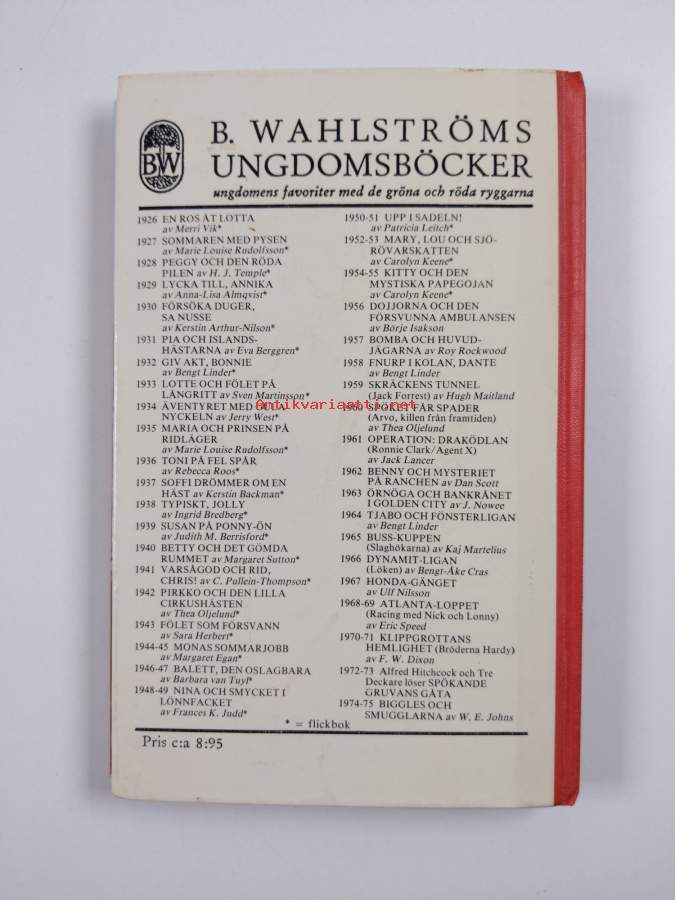 BW
B. WAHLSTRÖMS
UNGDOMSBÖCKER
ungdomens favoriter med de gröna och röda ryggarna
1926 EN ROS ÅT LOTTA
av Merri Vik*
1927 SOMMAREN MED PYSEN
av Marie Louise Rudolfsson*
1928 PEGGY OCH DEN RÖDA
PILEN av H. J. Temple*
1929 LYCKA TILL, ANNIKA
av Anna-Lisa Almqvist*
1930 FÖRSÖKA DUGER,
SA NUSSE
av Kerstin Arthur-Nilson*
1931 PIA OCH ISLANDS-
HÄSTARNA av Eva Berggren*
1932 GIV AKT, BONNIE
av Bengt Linder*
1933 LOTTE OCH FÖLET PÅ
LÅNGRITT av Sven Martinsson*
1934 ÄVENTYRET MED
NYCKELN av Jerry West*
1935 MARIA OCH PRINSEN PÅ
RIDLÄGER
av Marie Louise Rudolfsson*
1936 TONI PÅ FEL SPÅR
av Rebecca Roos*
1937 SOFFI DRÖMMER OM EN
HÄST av Kerstin Backman*
1938 TYPISKT, JOLLY
av Ingrid Bredberg*
1939 SUSAN PÅ PONNY-ÖN
av Judith M. Berrisford*
1940 BETTY OCH DET GÖMDA
RUMMET av Margaret Sutton*
1941 VARSÅGOD OCH RID,
CHRIS! av C. Pullein-Thompson*
1942 PIRKKO OCH DEN LILLA
CIRKUSHÄSTEN
av Thea Oljelund*
1943 FÖLET SOM FÖRSVANN
av Sara Herbert*
1944-45 MONAS SOMMARJOBB
av Margaret Egan*
1946-47 BALETT, DEN OSLAGBARA
av Barbara van Tuyl*
1948-49 NINA OCH SMYCKET I
LÖNNFACKET
av Frances K. Judd*
1950-51 UPP I SADELN!
av Patricia Leitch*
1952-53 MARY, LOU OCH SJÖ-
RÖVARSKATTEN
av Carolyn Keene*
1954-55 KITTY OCH DEN
MYSTISKA PAPEGOJAN
av Carolyn Keene*
1956 DOJJORNA OCH DEN
FÖRSVUNNA AMBULANSEN
av Börje Isakson
1957 BOMBA OCH HUVUD-
JÄGARNA av Roy Rockwood
1958 FNURP I KOLAN, DANTE
av Bengt Linder
1959 SKRÄCKENS TUNNEL
(Jack Forrest) av Hugh Maitland
1960 SPÖKET FÅR SPADER
(Arvo, killen från framtiden)
av Thea Oljelund
1961 OPERATION: DRAKÖDLAN
(Ronnie Clark/Agent X)
av Jack Lancer
1962 BENNY OCH MYSTERIET
PÅ RANCHEN av Dan Scott
1963 ÖRNÖGA OCH BANKRÅNET
I GOLDEN CITY av J. Nowee
1964 TJABO OCH FÖNSTERLIGAN
av Bengt Linder
1965 BUSS-KUPPEN
(Slaghökarna) av Kaj Martelius
1966 DYNAMIT-LIGAN
(Löken) av Bengt-Åke Cras
1967 HONDA-GÄNGET
av Ulf Nilsson
1968-69 ATLANTA-LOPPET
(Racing med Nick och Lonny)
av Eric Speed
1970-71 KLIPPGROTTANS
HEMLIGHET (Bröderna Hardy)
av F. W. Dixon
1972-73 Alfred Hitchcock och Tre
Deckare löser SPÖKANDE
GRUVANS GÅTA
1974-75 BIGGLES OCH
SMUGGLARNA av W. E. Johns
* = flickbok
Pris c:a 8:95
Antikvariaatti.net